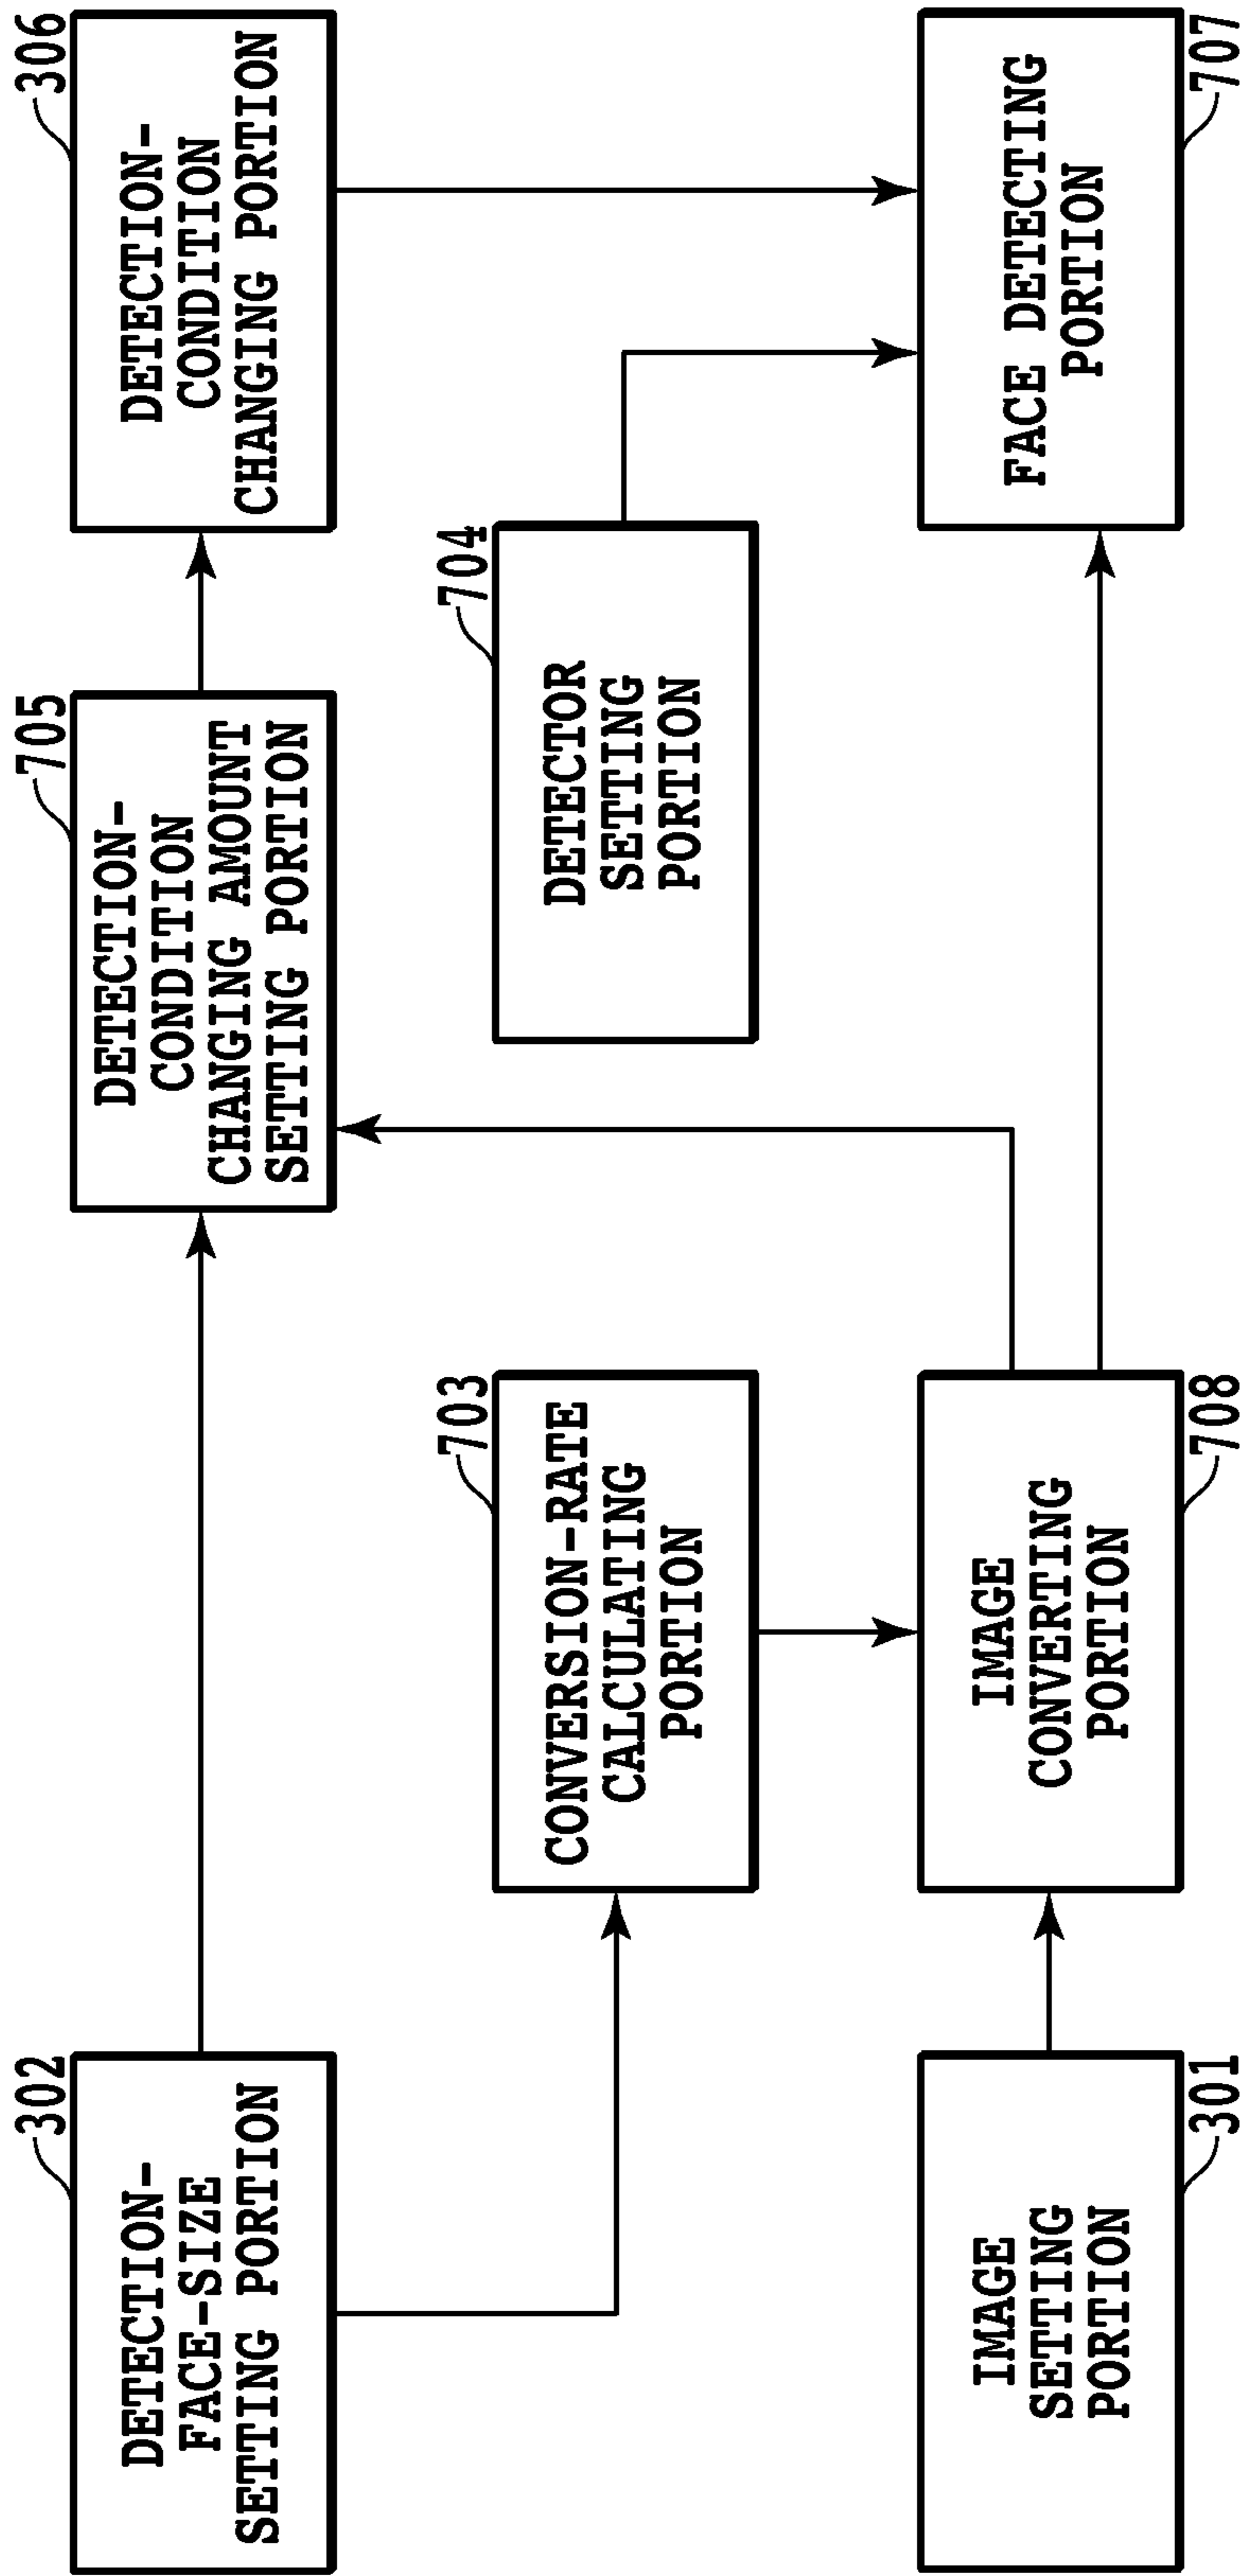 302
DETECTION-
FACE-SIZE
SETTING PORTION
705
DETECTION-
CONDITION
CHANGING AMOUNT
SETTING PORTION
306
DETECTION-
CONDITION
CHANGING PORTION
703
CONVERSION-RATE
CALCULATING
PORTION
704
DETECTOR
SETTING
PORTION
IMAGE
SETTING
PORTION
301
IMAGE
CONVERTING
PORTION
708
FACE DETECTING
PORTION
707